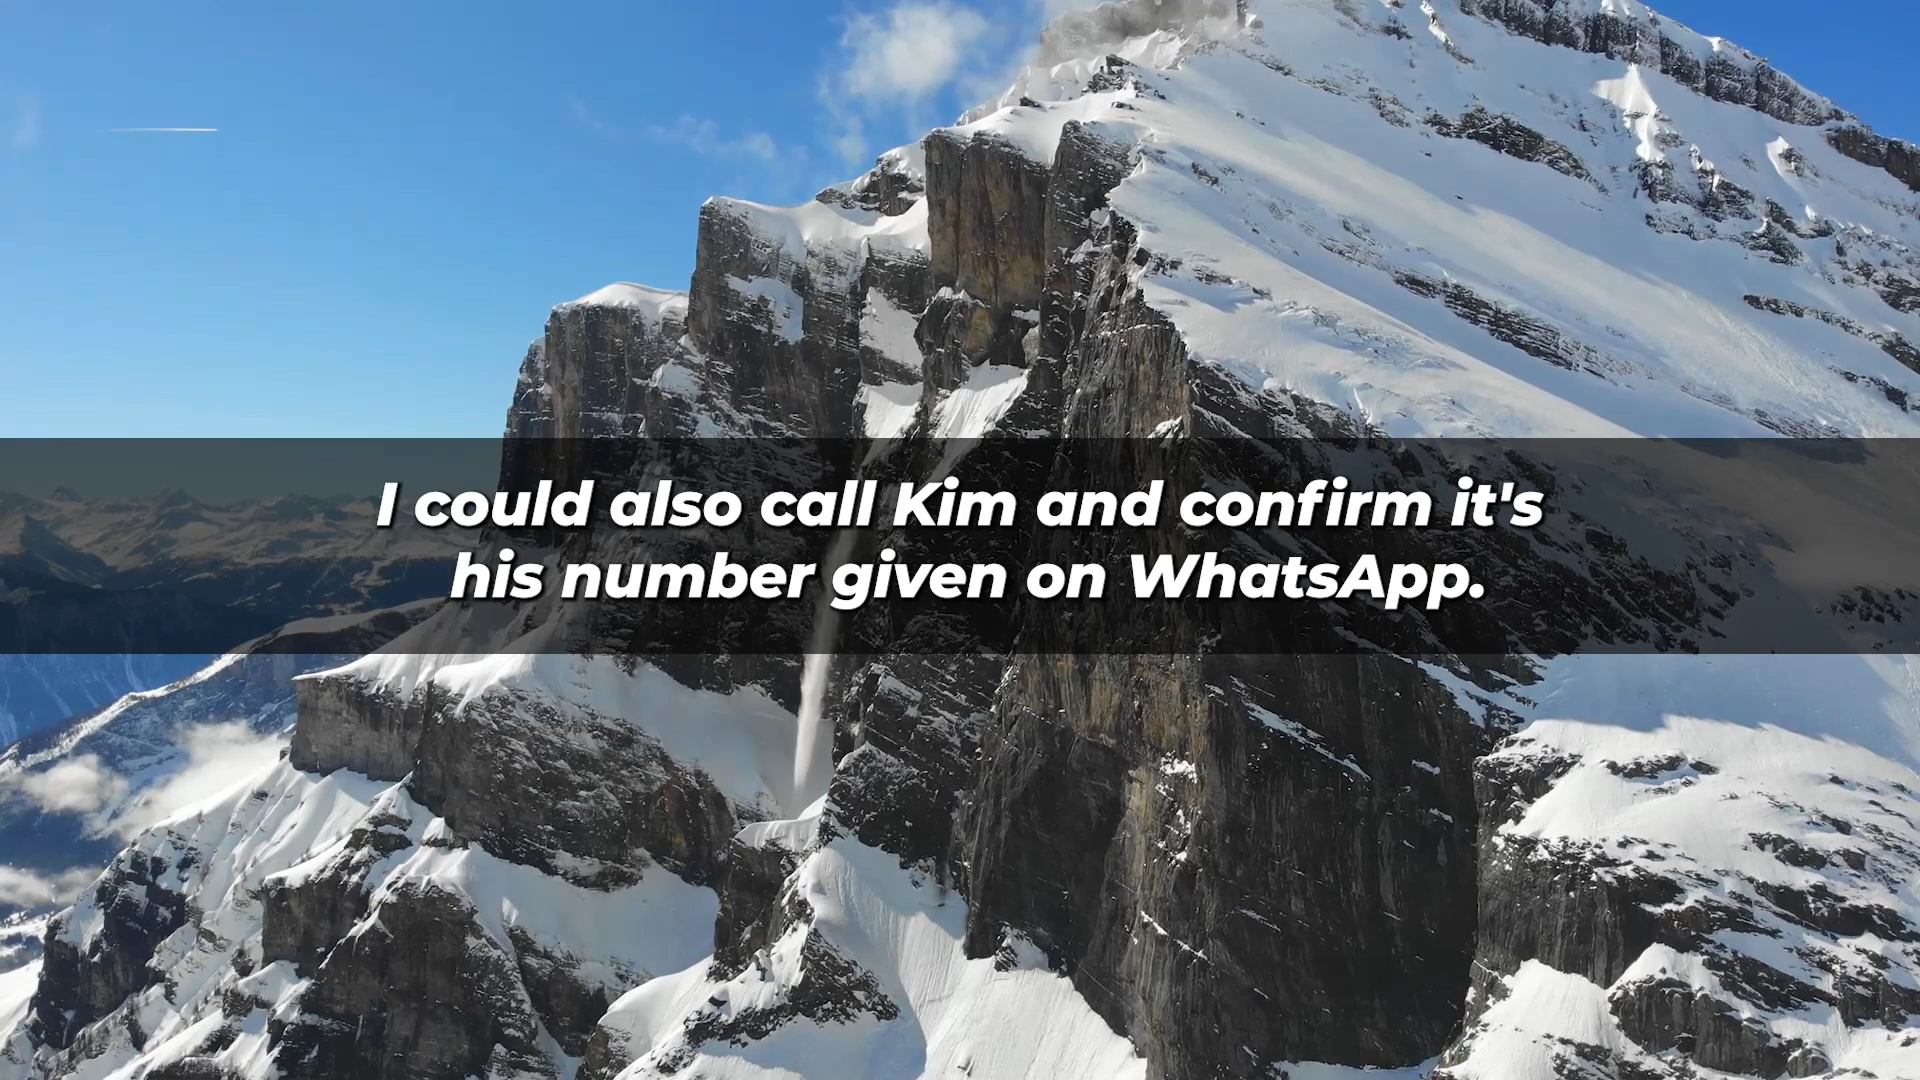 I could also call Kim and confirm it's
his number given on WhatsApp.